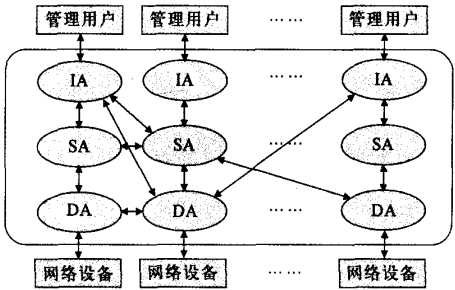 管理用户 管理用户 …… 管理用户
IA IA …… IA
SA SA …… SA
DA DA …… DA
网络设备 网络设备 …… 网络设备